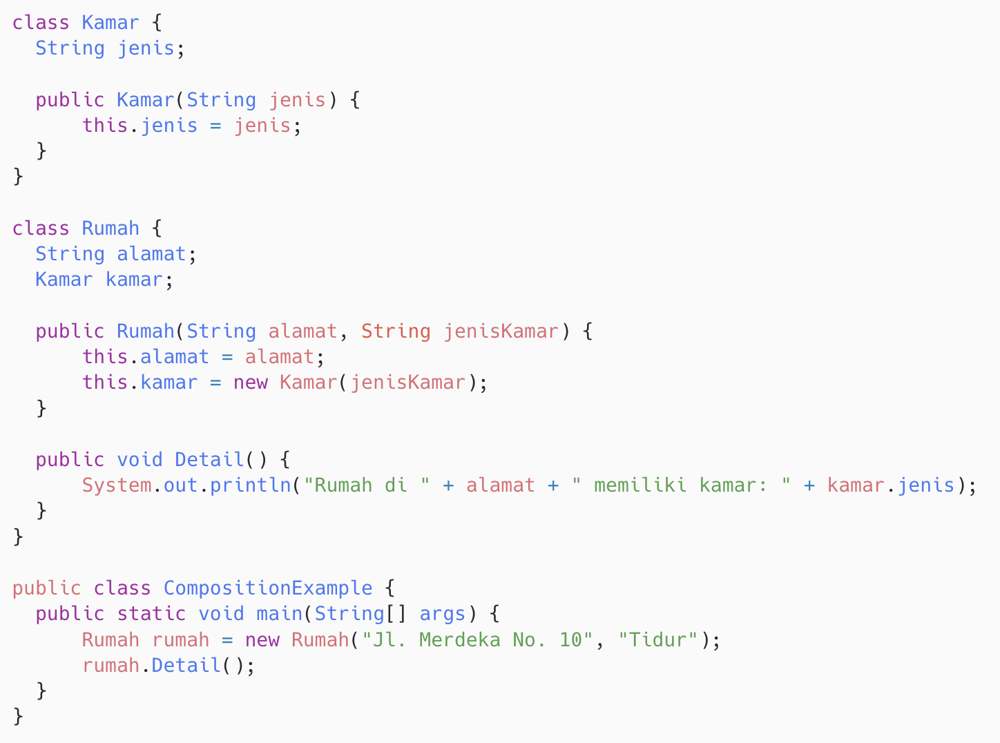 class Kamar {
  String jenis;

  public Kamar(String jenis) {
      this.jenis = jenis;
  }
}

class Rumah {
  String alamat;
  Kamar kamar;

  public Rumah(String alamat, String jenisKamar) {
      this.alamat = alamat;
      this.kamar = new Kamar(jenisKamar);
  }

  public void Detail() {
      System.out.println("Rumah di " + alamat + " memiliki kamar: " + kamar.jenis);
  }
}

public class CompositionExample {
  public static void main(String[] args) {
      Rumah rumah = new Rumah("Jl. Merdeka No. 10", "Tidur");
      rumah.Detail();
  }
}